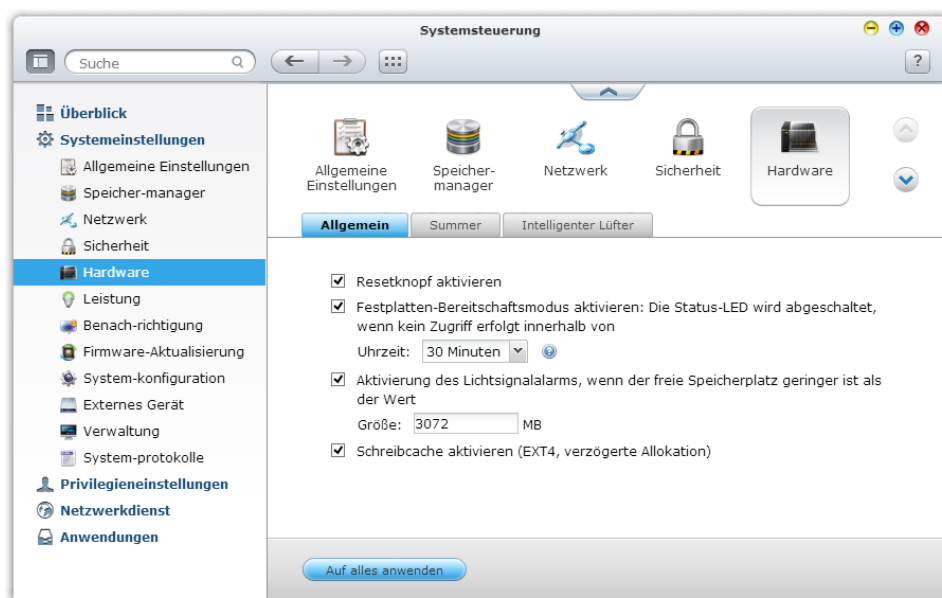 Systemsteuerung
Suche
?
Überblick
Systemeinstellungen
Allgemeine Einstellungen
Speicher-manager
Netzwerk
Sicherheit
Hardware
Leistung
Benach-richtigung
Firmware-Aktualisierung
System-konfiguration
Externes Gerät
Verwaltung
System-protokolle
Privilegieneinstellungen
Netzwerkdienst
Anwendungen
Allgemeine
Einstellungen
Speicher-
manager
Netzwerk
Sicherheit
Hardware
Allgemein
Summer
Intelligenter Lüfter
Resetknopf aktivieren
Festplatten-Bereitschaftsmodus aktivieren: Die Status-LED wird abgeschaltet,
wenn kein Zugriff erfolgt innerhalb von
Uhrzeit: 30 Minuten
Aktivierung des Lichtsignalalarms, wenn der freie Speicherplatz geringer ist als
der Wert
Größe: 3072 MB
Schreibcache aktivieren (EXT4, verzögerte Allokation)
Auf alles anwenden